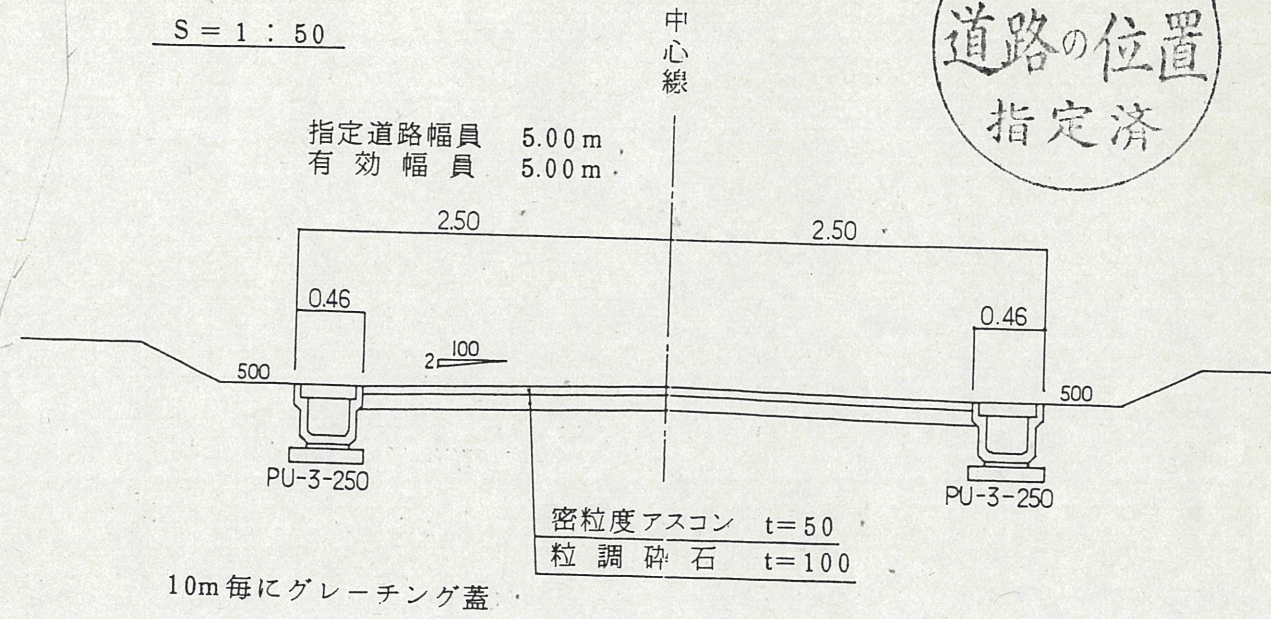 S = 1 : 50
中心線
道路の位置
指定済
指定道路幅員 5.00m
有効幅員 5.00m
2.50
2.50
0.46
0.46
2
100
500
500
PU-3-250
PU-3-250
密粒度アスコン t=50
粒調砕石 t=100
10m毎にグレーチング蓋